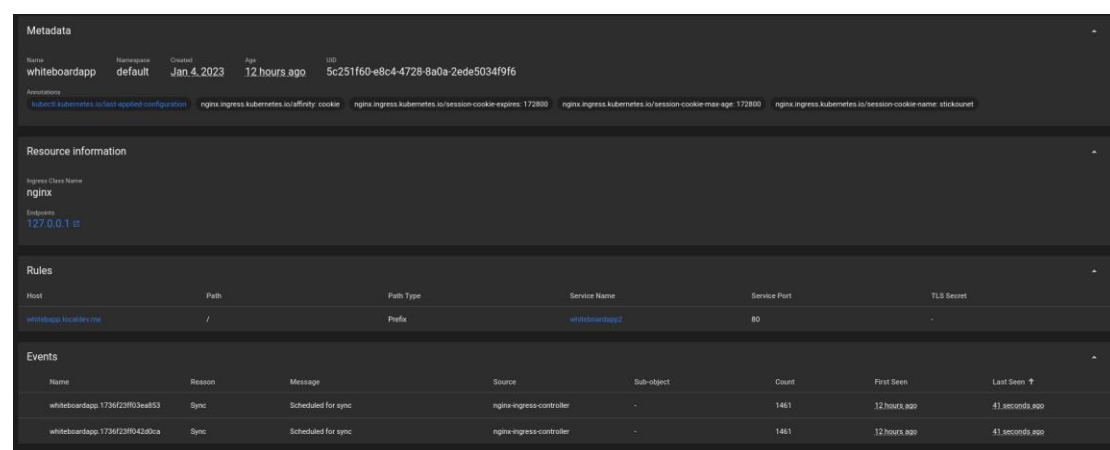 Metadata
Name Namespace Created Age UID
whiteboardapp default Jan 4, 2023 12 hours ago 5c251f60-e8c4-4728-8a0a-2ede5034f9f6
Annotations
kubectl.kubernetes.io/last-applied-configuration nginx.ingress.kubernetes.io/affinity: cookie nginx.ingress.kubernetes.io/session-cookie-expires: 172800 nginx.ingress.kubernetes.io/session-cookie-max-age: 172800 nginx.ingress.kubernetes.io/session-cookie-name: stickounet
Resource information
Ingress Class Name
nginx
Endpoints
127.0.0.1
Rules
Host Path Path Type Service Name Service Port TLS Secret
whitebapp.localdev.me / Prefix whiteboardapp2 80 -
Events
Name Reason Message Source Sub-object Count First Seen Last Seen ↑
whiteboardapp.1736f23ff03ea853 Sync Scheduled for sync nginx-ingress-controller - 1461 12 hours ago 41 seconds ago
whiteboardapp.1736f23ff042d0ca Sync Scheduled for sync nginx-ingress-controller - 1461 12 hours ago 41 seconds ago